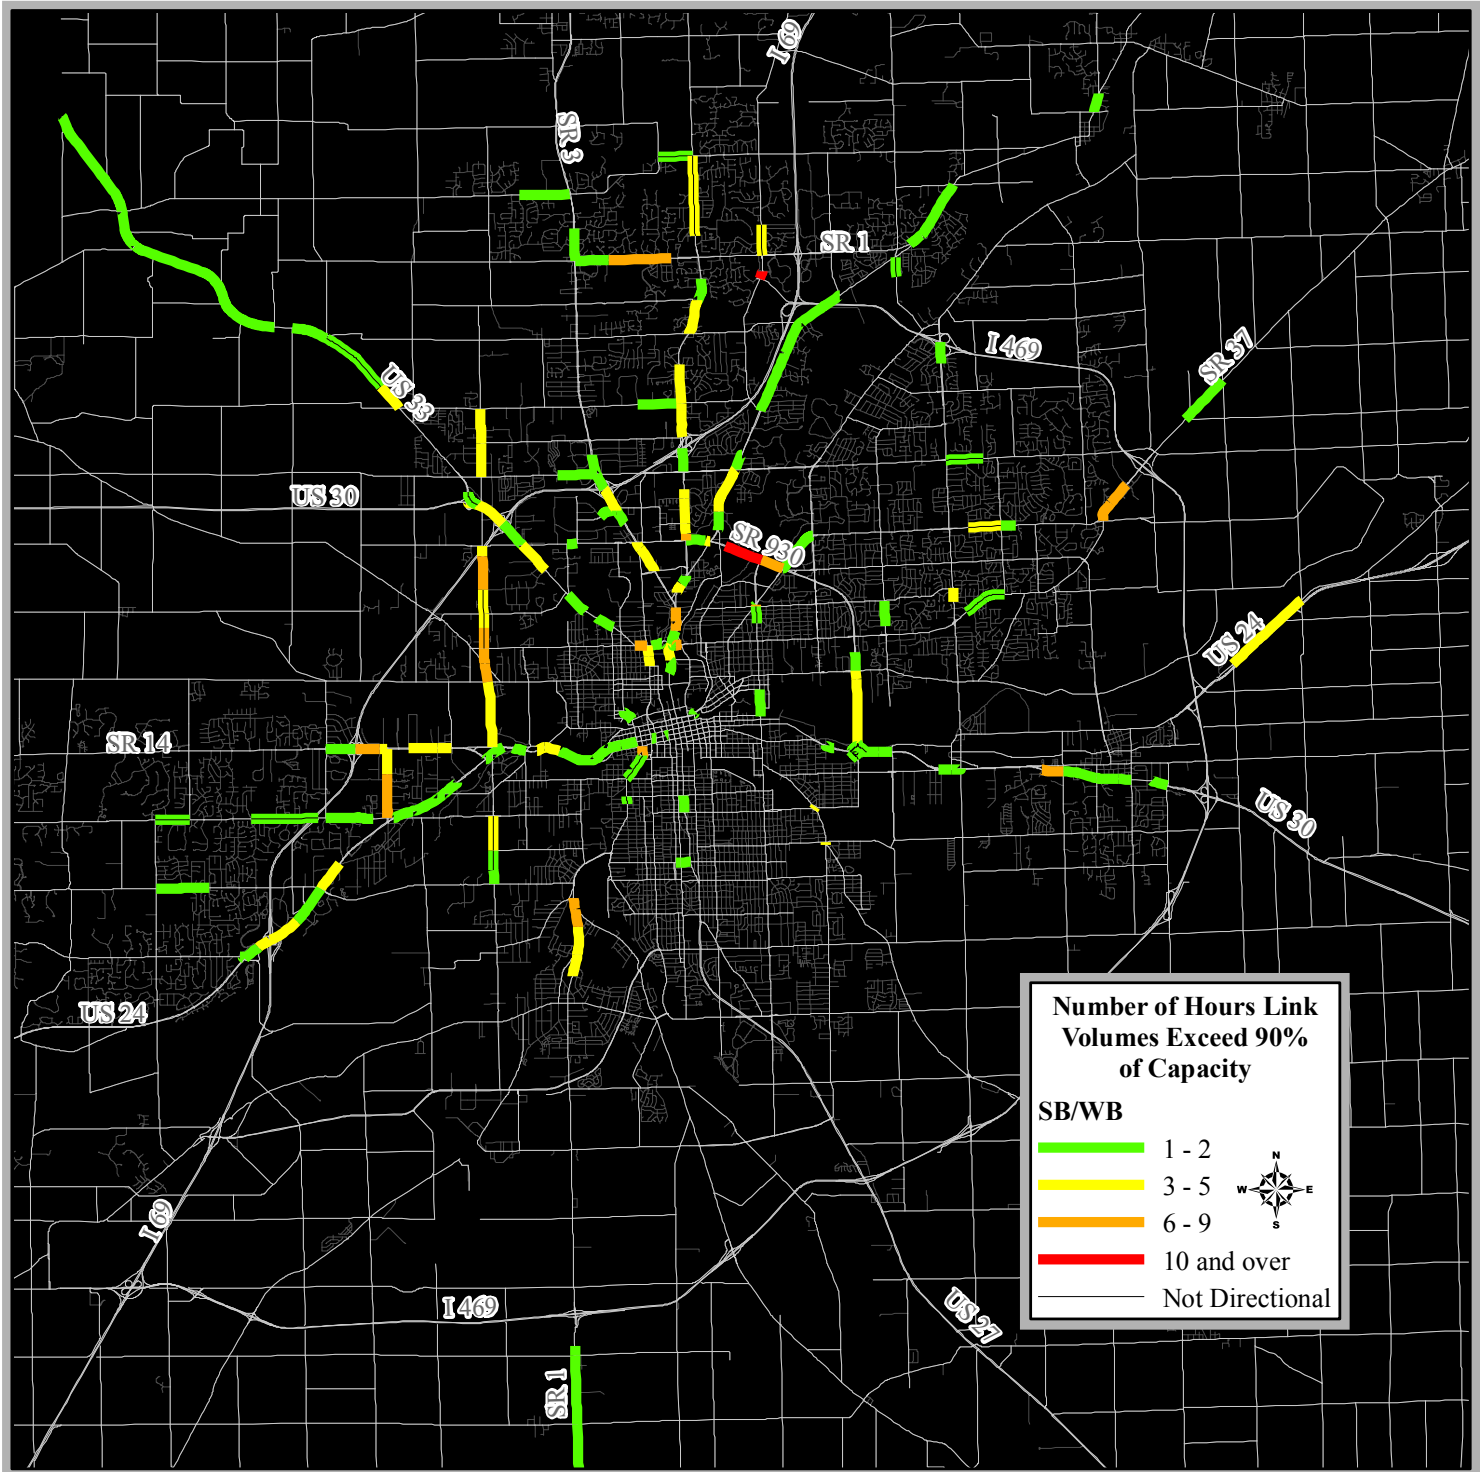 I 69
SR 3
SR 1
I 469
SR 37
US 33
US 30
SR 930
US 24
SR 14
US 30
US 24
Number of Hours Link
Volumes Exceed 90%
of Capacity
SB/WB
1 - 2
3 - 5
6 - 9
10 and over
Not Directional
N
W
E
S
I 69
I 469
US 27
SR 1